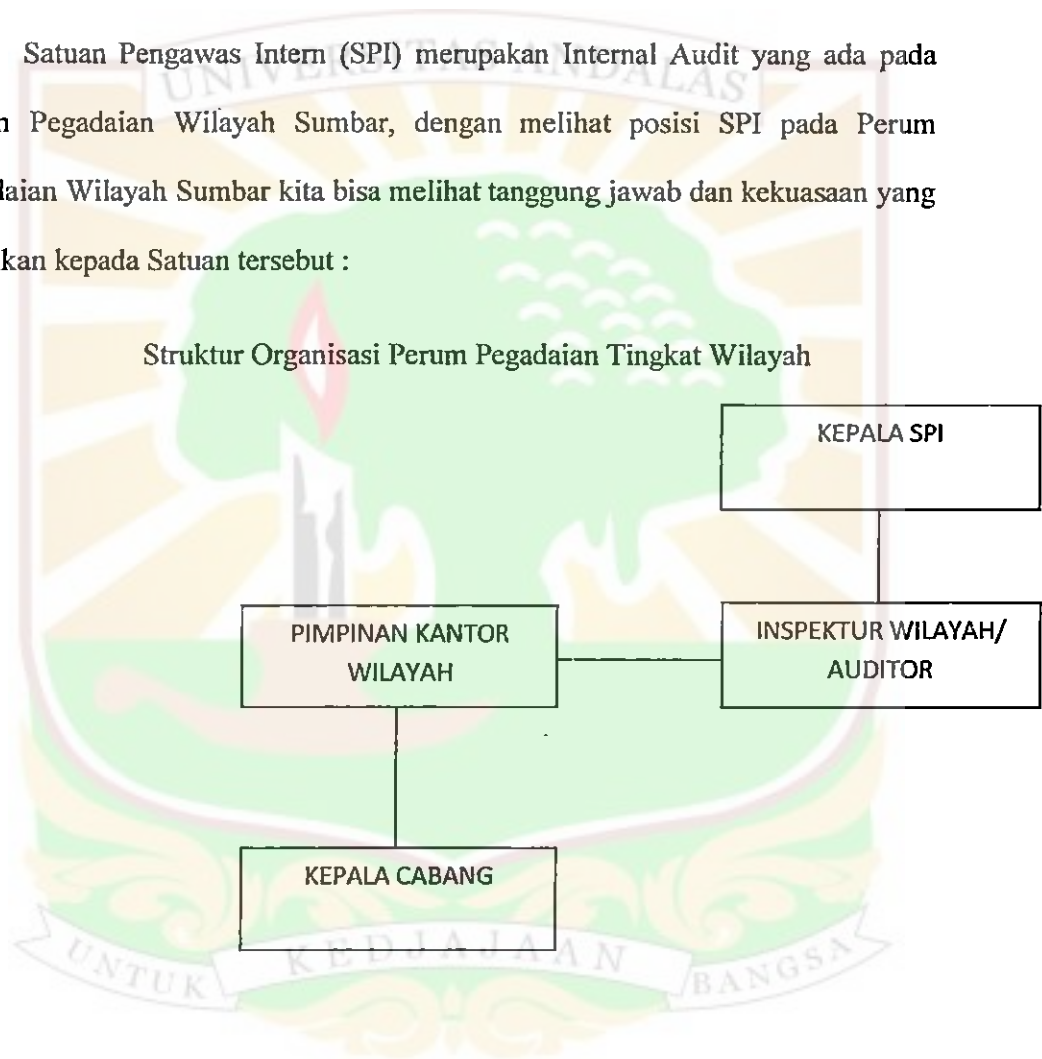 UNIVERSITAS ANDALAS
Satuan Pengawas Intern (SPI) merupakan Internal Audit yang ada pada
Pegadaian Wilayah Sumbar, dengan melihat posisi SPI pada Perum
Wilayah Sumbar kita bisa melihat tanggung jawab dan kekuasaan yang
kepada Satuan tersebut :
Struktur Organisasi Perum Pegadaian Tingkat Wilayah
KEPALA SPI
PIMPINAN KANTOR
WILAYAH
INSPEKTUR WILAYAH/
AUDITOR
KEPALA CABANG
UNTUK KEDJAJAAN BANGSA